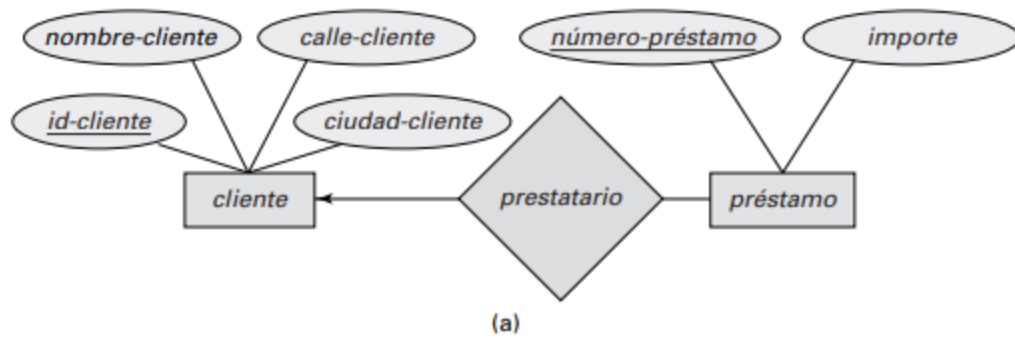 nombre-cliente calle-cliente número-préstamo importe
id-cliente ciudad-cliente
cliente prestatario préstamo
(a)